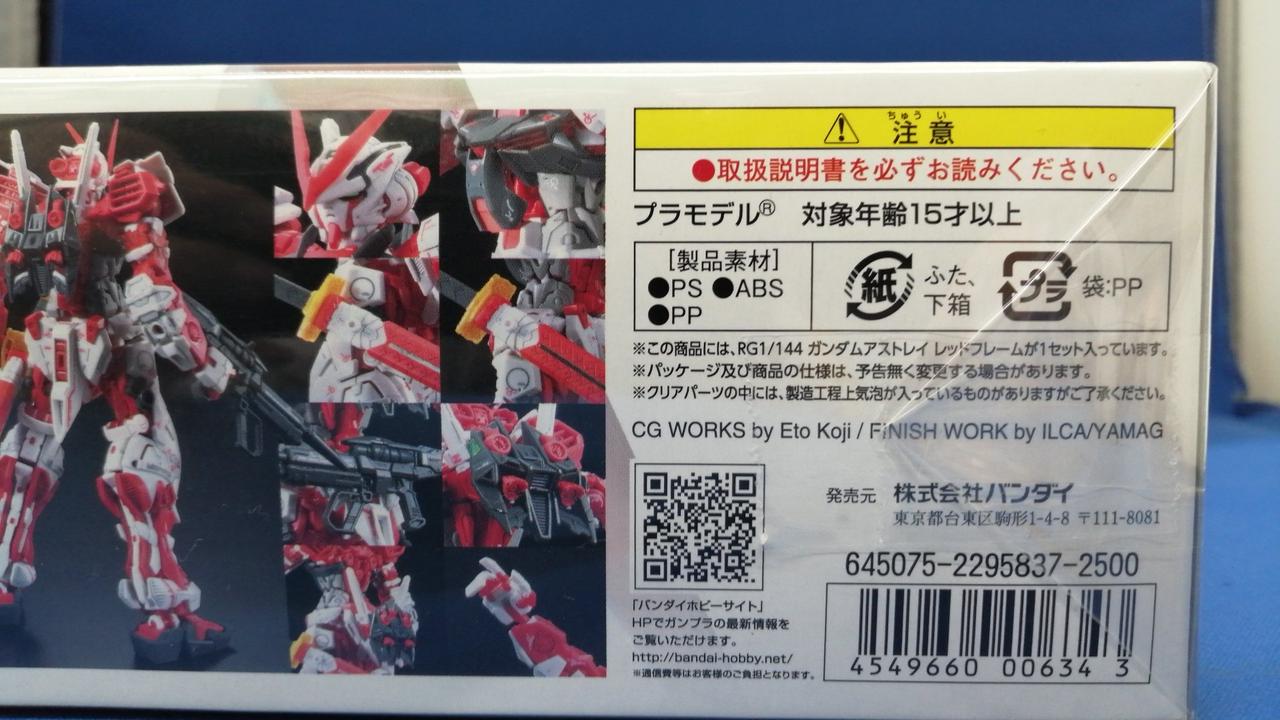 ちゅう い
注意
●取扱説明書を必ずお読みください。
プラモデル® 対象年齢15才以上
[製品素材]
●PS ●ABS
●PP
紙 ふた、
下箱
プラ 袋:PP
※この商品には、RG1/144 ガンダムアストレイ レッドフレームが1セット入っています。
※パッケージ及び商品の仕様は、予告無く変更する場合があります。
※クリアパーツの中には、製造工程上気泡が入っているものがありますがご了承ください。
CG WORKS by Eto Koji / FiNISH WORK by ILCA/YAMAG
発売元 株式会社バンダイ
東京都台東区駒形1-4-8 〒111-8081
645075-2295837-2500
「バンダイホビーサイト」
HPでガンプラの最新情報を
ご覧いただけます。
http://bandai-hobby.net/
※通信費等はお客様のご負担となります。
4549660 00634 3